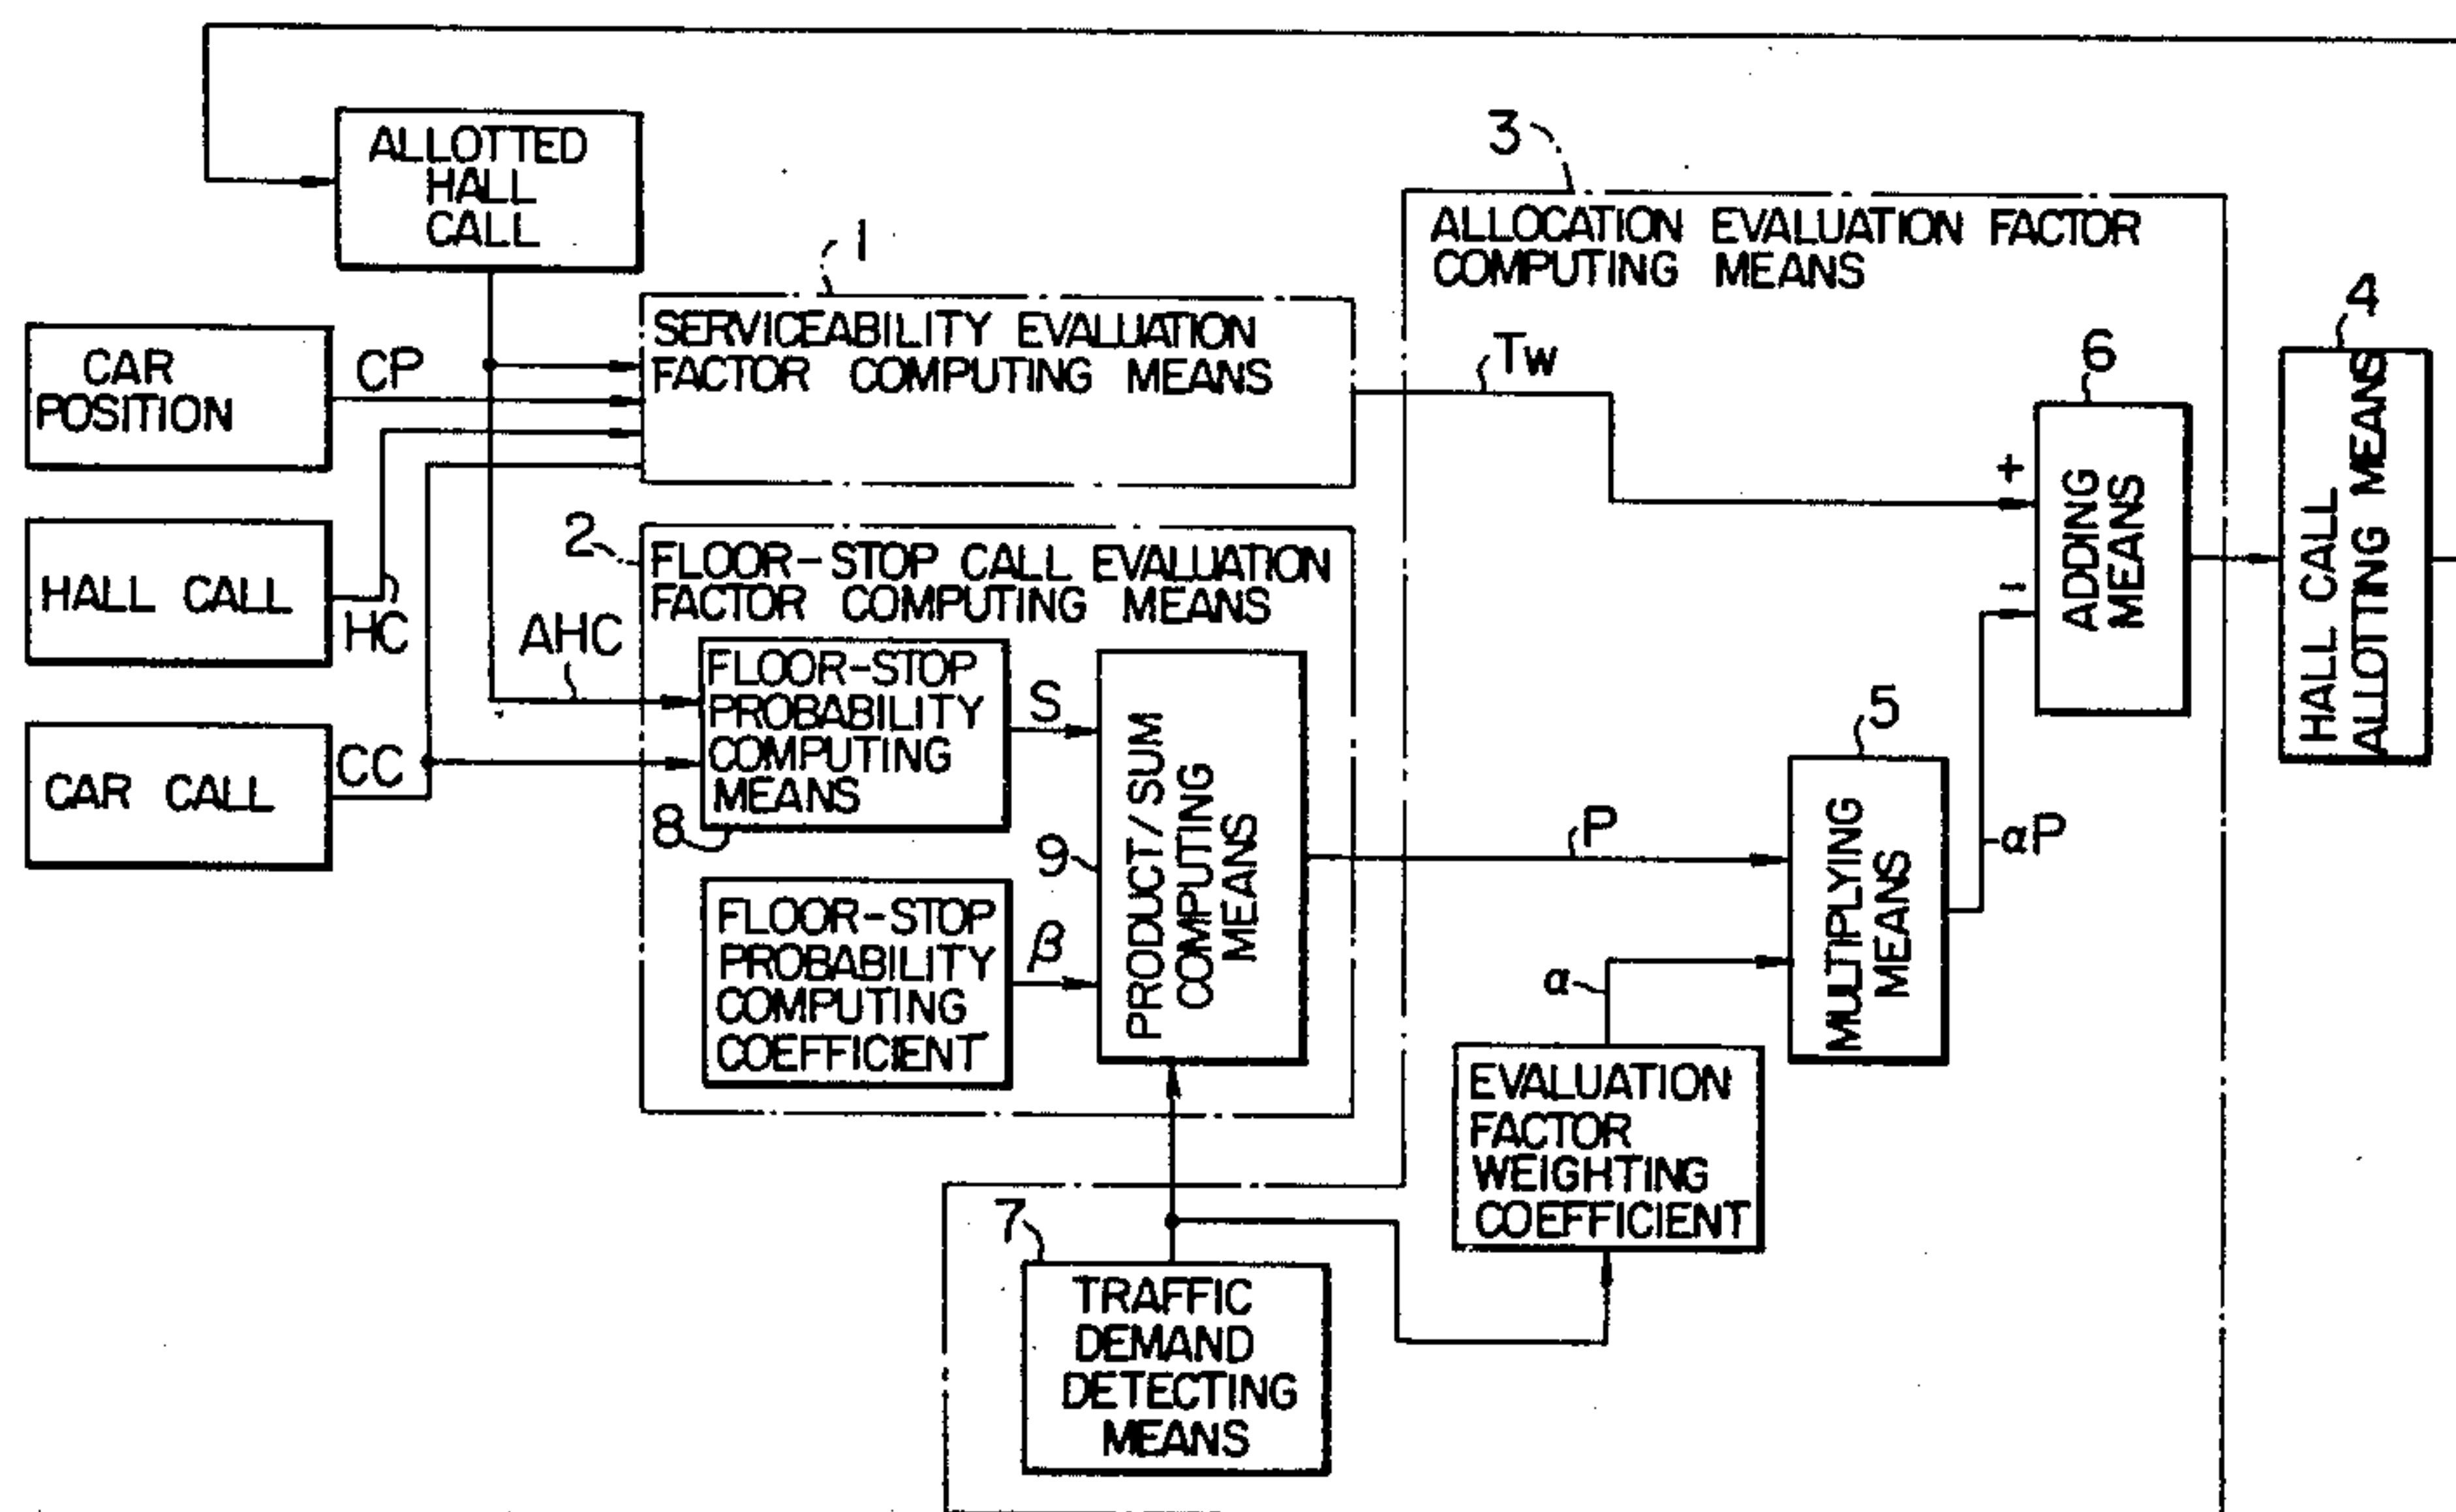 ALLOTTED
HALL
CALL
1
3
ALLOCATION EVALUATION FACTOR
COMPUTING MEANS
4
CAR
POSITION
CP
SERVICEABILITY EVALUATION
FACTOR COMPUTING MEANS
Tw
6
+
-
ADDING
MEANS
HALL CALL
ALLOTTING MEANS
HALL CALL
HC
2
FLOOR-STOP CALL EVALUATION
FACTOR COMPUTING MEANS
AHC
FLOOR-STOP
PROBABILITY
COMPUTING
MEANS
8
S
CAR CALL
CC
9
PRODUCT/SUM
COMPUTING
MEANS
P
5
MULTIPLYING
MEANS
αP
FLOOR-STOP
PROBABILITY
COMPUTING
COEFFICIENT
β
α
EVALUATION
FACTOR
WEIGHTING
COEFFICIENT
7
TRAFFIC
DEMAND
DETECTING
MEANS